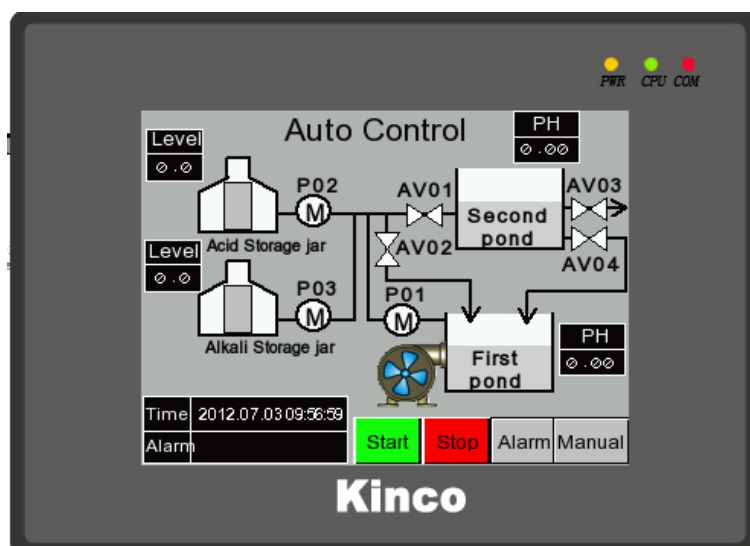 PWR CPU COM
Auto Control
PH
0.00
Level
0.0
P02
M
AV01
AV03
Second
pond
Acid Storage jar
AV02
AV04
Level
0.0
P03
M
P01
M
Alkali Storage jar
First
pond
PH
0.00
Time 2012.07.03 09:56:59
Alarm
Start Stop Alarm Manual
Kinco